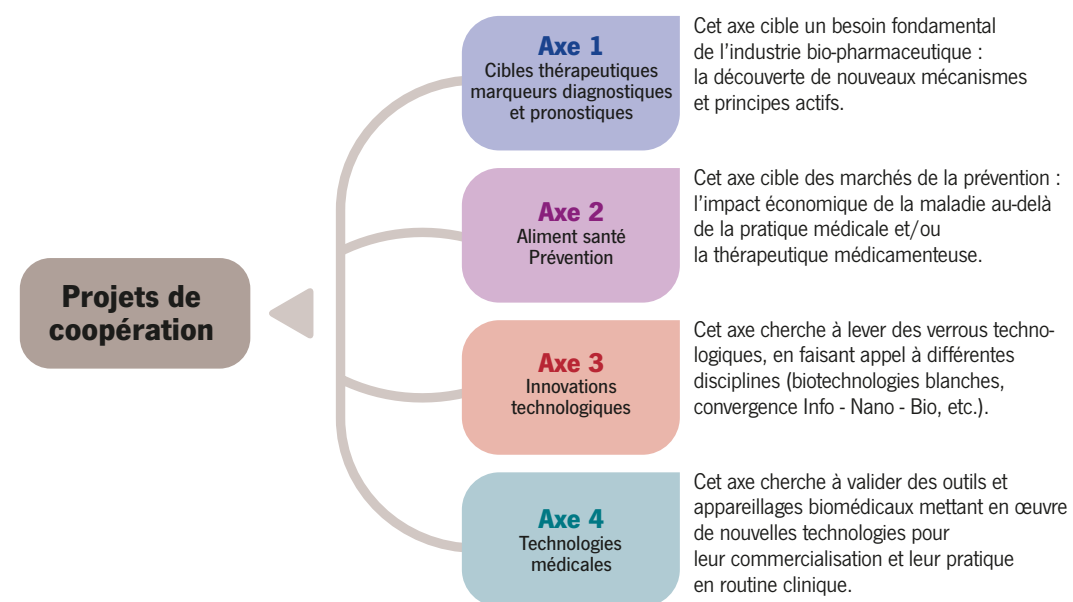 Projets de
coopération
Axe 1
Cibles thérapeutiques
marqueurs diagnostiques
et pronostiques
Cet axe cible un besoin fondamental
de l'industrie bio-pharmaceutique :
la découverte de nouveaux mécanismes
et principes actifs.
Axe 2
Aliment santé
Prévention
Cet axe cible des marchés de la prévention :
l'impact économique de la maladie au-delà
de la pratique médicale et/ou
la thérapeutique médicamenteuse.
Axe 3
Innovations
technologiques
Cet axe cherche à lever des verrous techno-
logiques, en faisant appel à différentes
disciplines (biotechnologies blanches,
convergence Info - Nano - Bio, etc.).
Axe 4
Technologies
médicales
Cet axe cherche à valider des outils et
appareillages biomédicaux mettant en œuvre
de nouvelles technologies pour
leur commercialisation et leur pratique
en routine clinique.